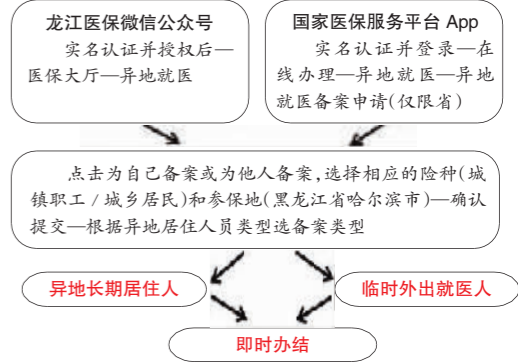 龙江医保微信公众号
实名认证并授权后—
医保大厅—异地就医
国家医保服务平台 App
实名认证并登录—在
线办理—异地就医—异地
就医备案申请(仅限省)
点击为自己备案或为他人备案,选择相应的险种(城
镇职工/城乡居民)和参保地(黑龙江省哈尔滨市)—确认
提交—根据异地居住人员类型选备案类型
异地长期居住人
临时外出就医人
即时办结